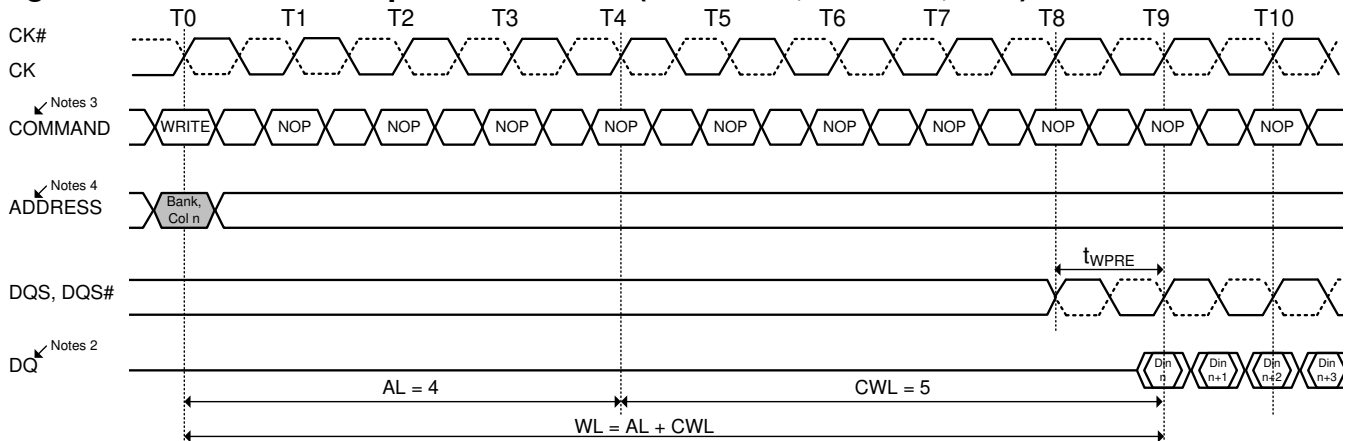 T0 T1 T2 T3 T4 T5 T6 T7 T8 T9 T10
CK#
CK
Notes 3
COMMAND WRITE NOP NOP NOP NOP NOP NOP NOP NOP NOP NOP
Notes 4
ADDRESS Bank,
Col n
tWPRE
DQS, DQS#
Notes 2
DQ Din
n Din
n+1 Din
n+2 Din
n+3
AL = 4 CWL = 5
WL = AL + CWL